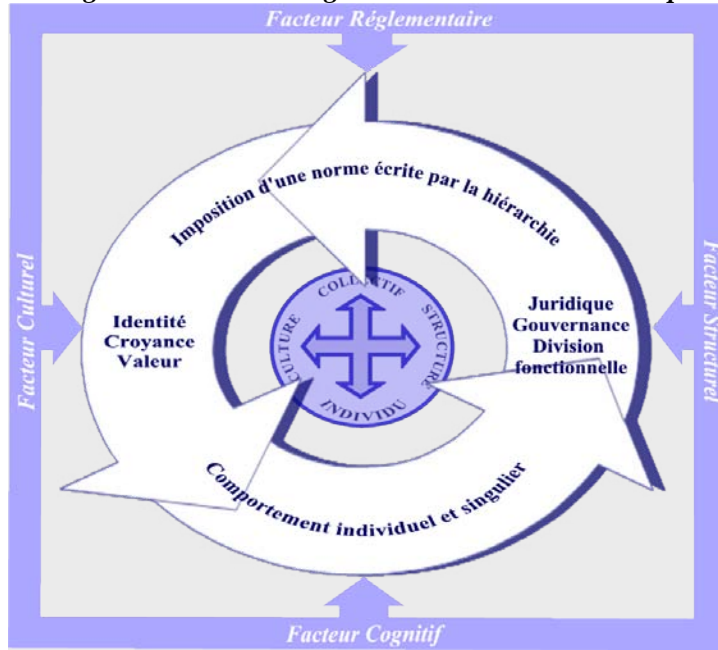 Facteur Réglementaire
Imposition d'une norme écrite par la hiérarchie
Facteur Culturel
Identité
Croyance
Valeur
COLLECTIF
CULTURE
STRUCTURE
INDIVIDU
Juridique
Gouvernance
Division
fonctionnelle
Facteur Structurel
Comportement individuel et singulier
Facteur Cognitif